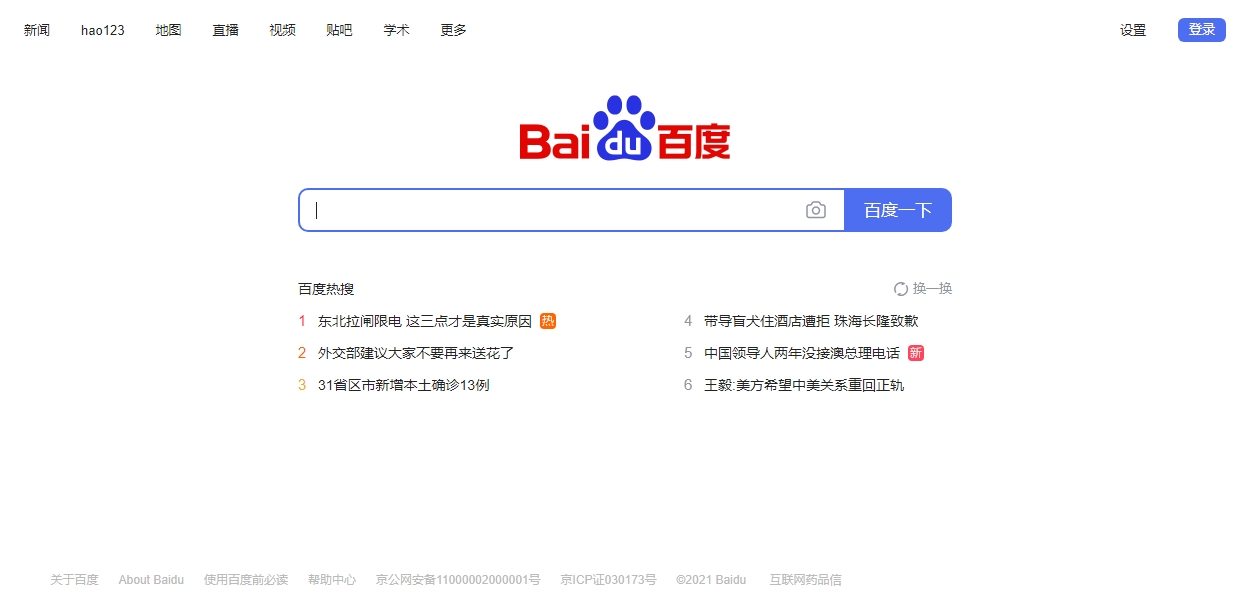 新闻 hao123 地图 直播 视频 贴吧 学术 更多 设置 登录
Bai du 百度
百度一下
百度热搜 换一换
1 东北拉闸限电 这三点才是真实原因 热
4 带导盲犬住酒店遭拒 珠海长隆致歉
2 外交部建议大家不要再来送花了
5 中国领导人两年没接澳总理电话 新
3 31省区市新增本土确诊13例
6 王毅:美方希望中美关系重回正轨
关于百度 About Baidu 使用百度前必读 帮助中心 京公网安备11000002000001号 京ICP证030173号 ©2021 Baidu 互联网药品信